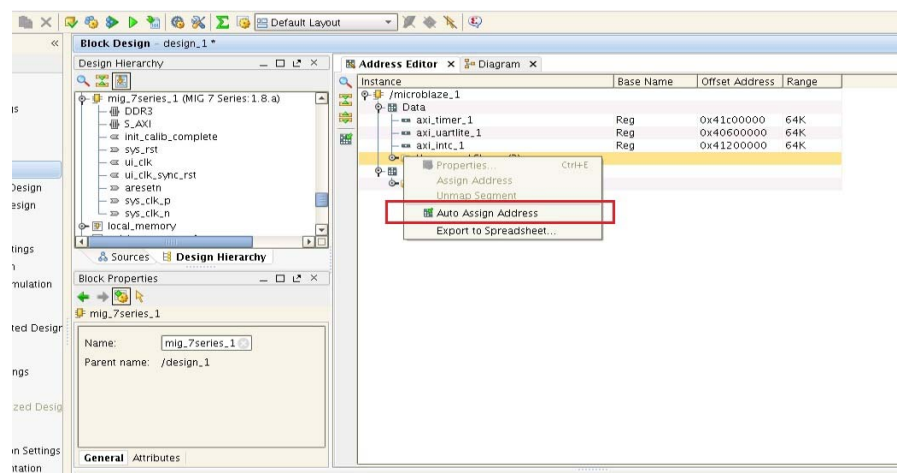 Default Layout
Block Design - design_1 *
Design Hierarchy
mig_7series_1 (MIG 7 Series:1.8.a)
DDR3
S_AXI
init_calib_complete
sys_rst
ui_clk
ui_clk_sync_rst
aresetn
sys_clk_p
sys_clk_n
local_memory
Sources
Design Hierarchy
Block Properties
mig_7series_1
Name: mig_7series_1
Parent name: /design_1
General Attributes
Address Editor
Diagram
Instance Base Name Offset Address Range
/microblaze_1
Data
axi_timer_1 Reg 0x41c00000 64K
axi_uartlite_1 Reg 0x40600000 64K
axi_intc_1 Reg 0x41200000 64K
Properties... Ctrl+E
Assign Address
Unmap Segment
Auto Assign Address
Export to Spreadsheet...
Design
esign
tings
mulation
ted Design
ngs
zed Desig
n Settings
ntation